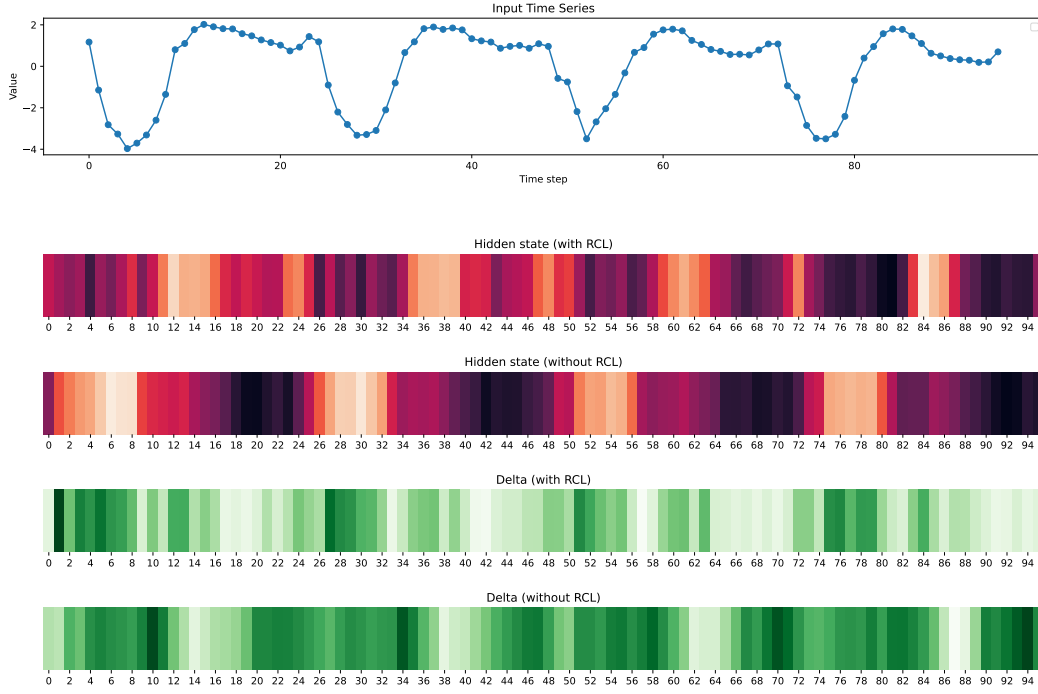 Input Time Series
2
0
−2
−4
Value
0 20 40 60 80
Time step
Hidden state (with RCL)
0 2 4 6 8 10 12 14 16 18 20 22 24 26 28 30 32 34 36 38 40 42 44 46 48 50 52 54 56 58 60 62 64 66 68 70 72 74 76 78 80 82 84 86 88 90 92 94
Hidden state (without RCL)
0 2 4 6 8 10 12 14 16 18 20 22 24 26 28 30 32 34 36 38 40 42 44 46 48 50 52 54 56 58 60 62 64 66 68 70 72 74 76 78 80 82 84 86 88 90 92 94
Delta (with RCL)
0 2 4 6 8 10 12 14 16 18 20 22 24 26 28 30 32 34 36 38 40 42 44 46 48 50 52 54 56 58 60 62 64 66 68 70 72 74 76 78 80 82 84 86 88 90 92 94
Delta (without RCL)
0 2 4 6 8 10 12 14 16 18 20 22 24 26 28 30 32 34 36 38 40 42 44 46 48 50 52 54 56 58 60 62 64 66 68 70 72 74 76 78 80 82 84 86 88 90 92 94